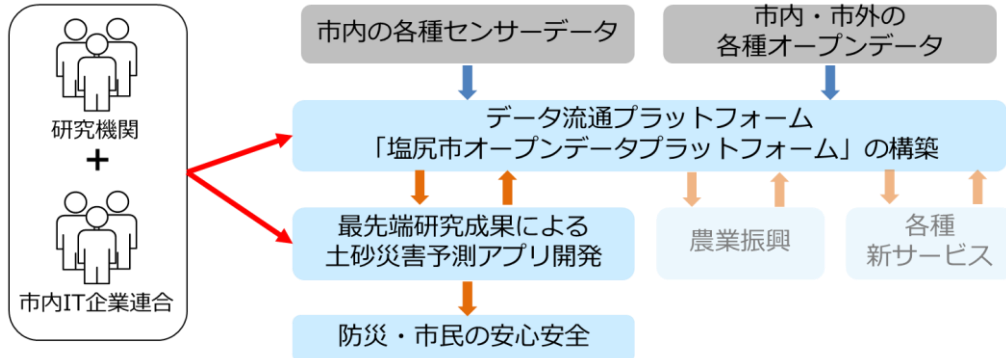 研究機関
+
市内IT企業連合
市内の各種センサーデータ
市内・市外の
各種オープンデータ
データ流通プラットフォーム
「塩尻市オープンデータプラットフォーム」の構築
最先端研究成果による
土砂災害予測アプリ開発
農業振興
各種
新サービス
防災・市民の安心安全